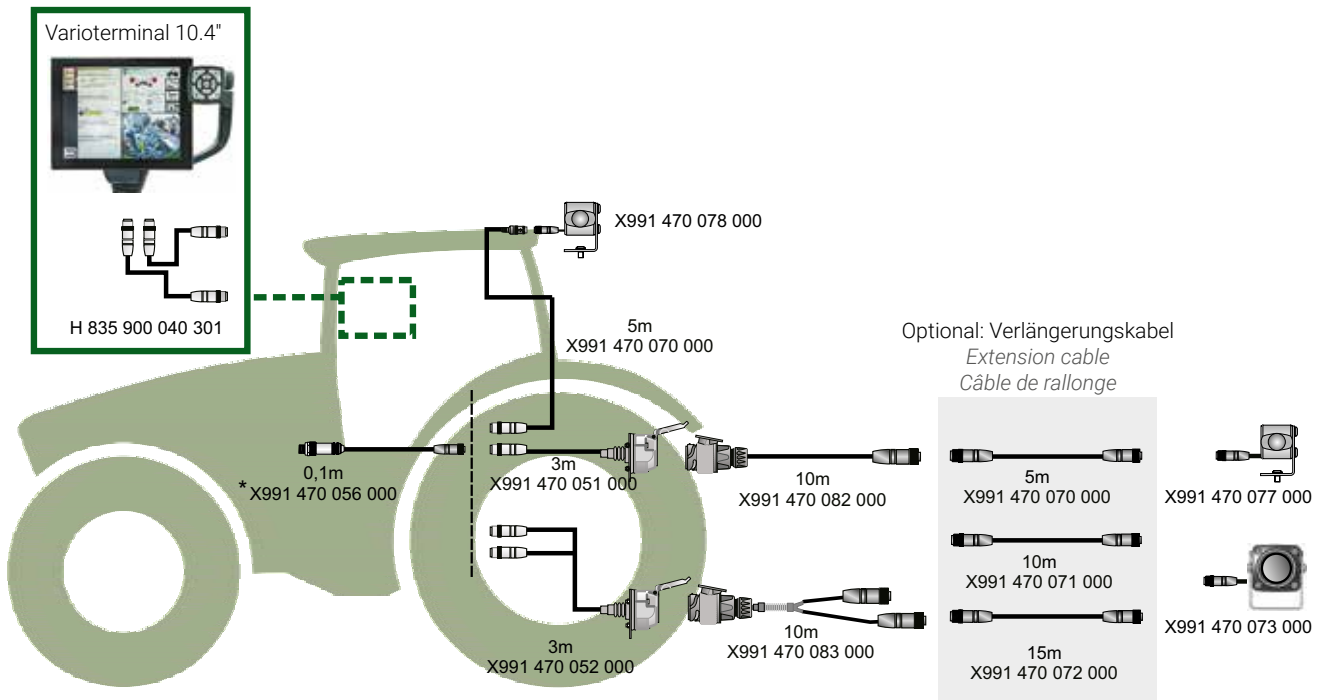 Varioterminal 10.4"
H 835 900 040 301
X991 470 078 000
5m
X991 470 070 000
0,1m
* X991 470 056 000
3m
X991 470 051 000
3m
X991 470 052 000
10m
X991 470 082 000
10m
X991 470 083 000
Optional: Verlängerungskabel
Extension cable
Câble de rallonge
5m
X991 470 070 000
10m
X991 470 071 000
15m
X991 470 072 000
X991 470 077 000
X991 470 073 000